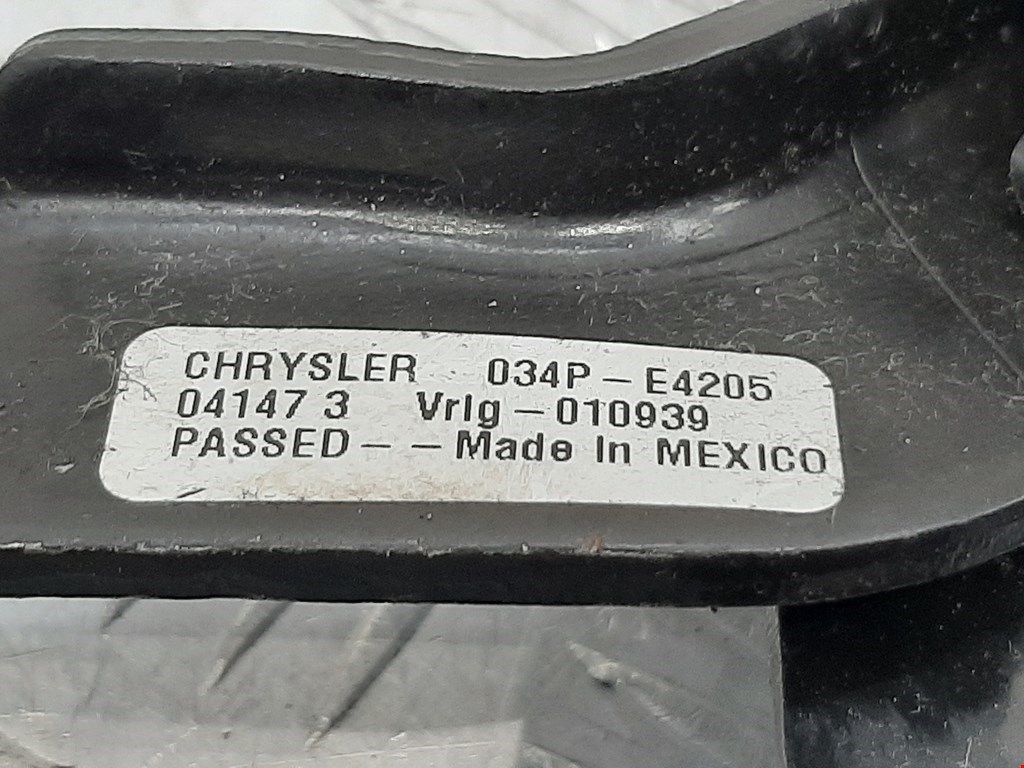 CHRYSLER 034P-E4205
04147 3 Vrlg-010939
PASSED-- Made In MEXICO